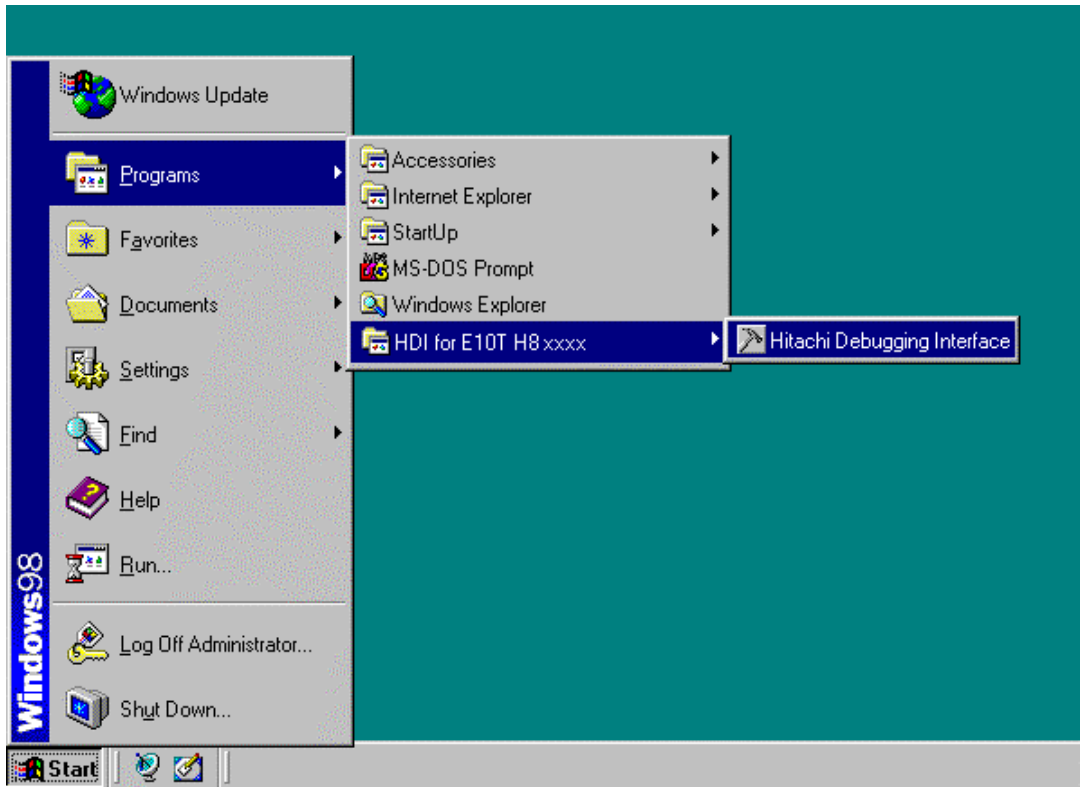 Windows Update
Programs
Favorites
Documents
Settings
Find
Help
Run...
Log Off Administrator...
Shut Down...
Windows98
Accessories
Internet Explorer
StartUp
MS-DOS Prompt
Windows Explorer
HDI for E10T H8 xxxx
Hitachi Debugging Interface
Start